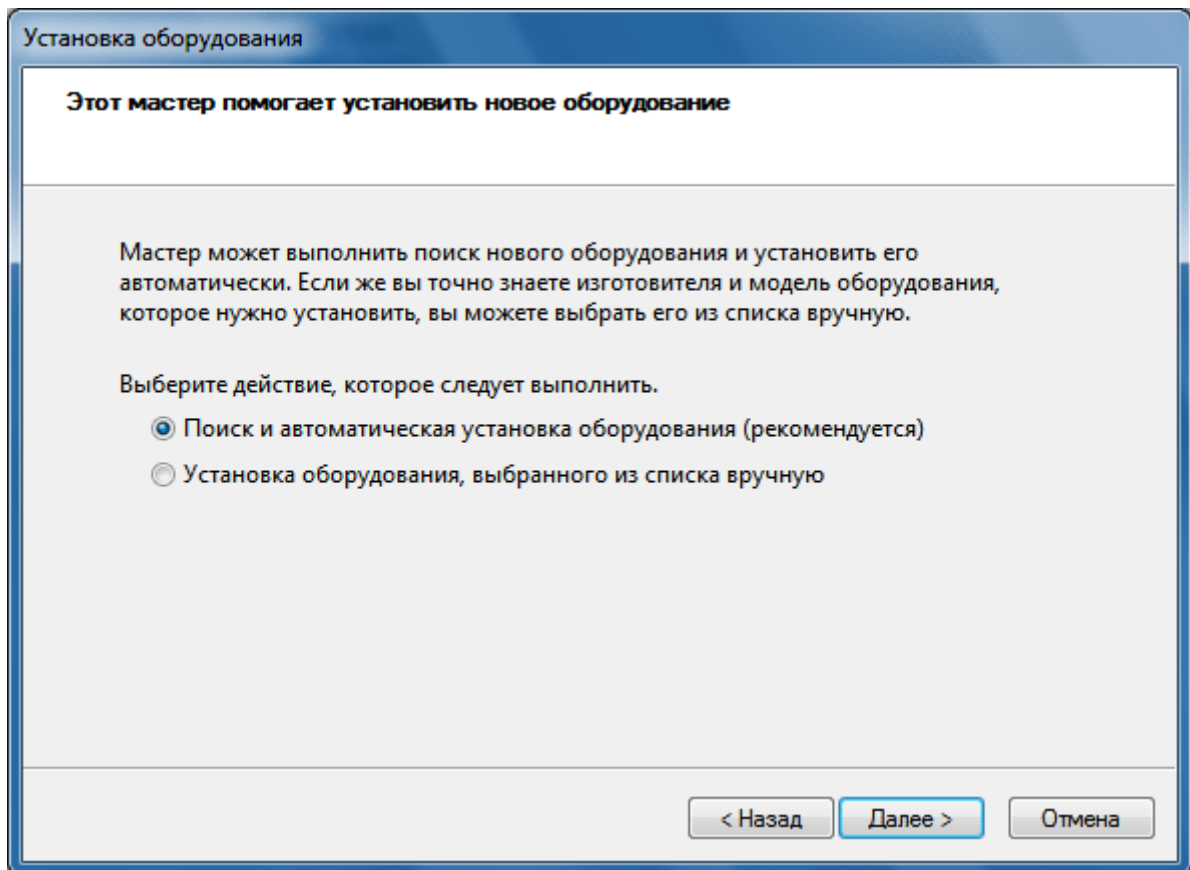 Установка оборудования
Этот мастер помогает установить новое оборудование
Мастер может выполнить поиск нового оборудования и установить его
автоматически. Если же вы точно знаете изготовителя и модель оборудования,
которое нужно установить, вы можете выбрать его из списка вручную.
Выберите действие, которое следует выполнить.
Поиск и автоматическая установка оборудования (рекомендуется)
Установка оборудования, выбранного из списка вручную
< Назад Далее > Отмена